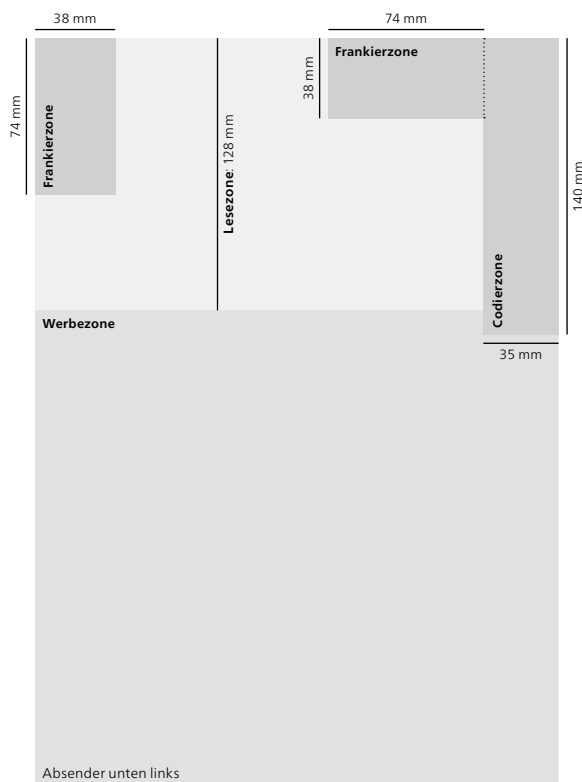 38 mm
74 mm
74 mm
Frankierzone
Lesezone: 128 mm
38 mm
Frankierzone
140 mm
Codierzone
35 mm
Werbezone
Absender unten links